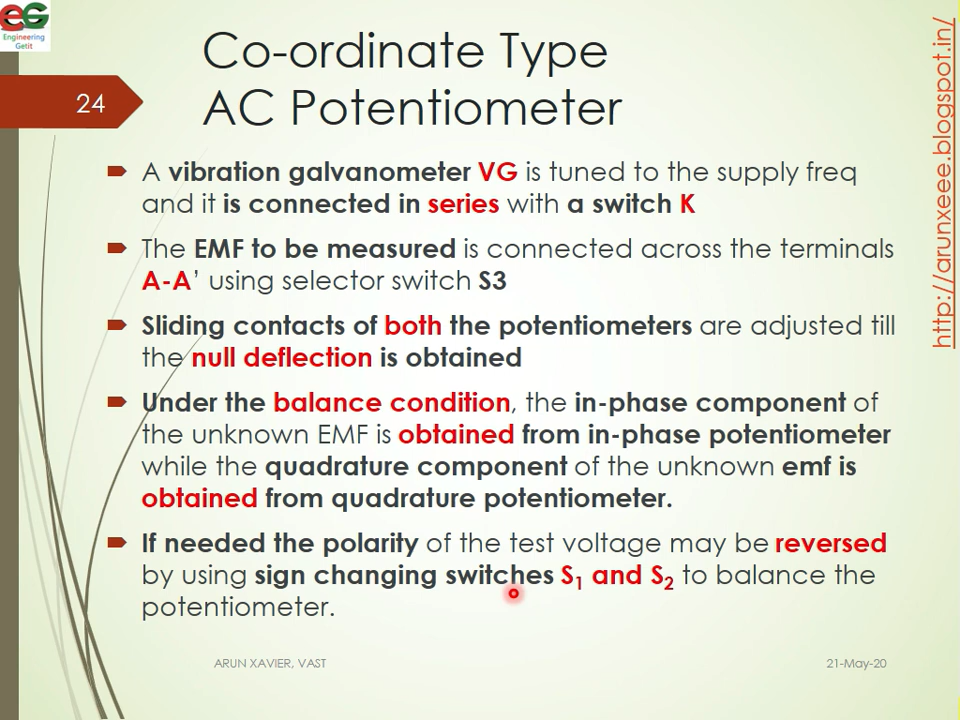 EG
Engineering
Getit
Co-ordinate Type
AC Potentiometer
24
http://arunxeee.blogspot.in/
A vibration galvanometer VG is tuned to the supply freq
and it is connected in series with a switch K
The EMF to be measured is connected across the terminals
A-A’ using selector switch S3
Sliding contacts of both the potentiometers are adjusted till
the null deflection is obtained
Under the balance condition, the in-phase component of
the unknown EMF is obtained from in-phase potentiometer
while the quadrature component of the unknown emf is
obtained from quadrature potentiometer.
If needed the polarity of the test voltage may be reversed
by using sign changing switches S₁ and S₂ to balance the
potentiometer.
ARUN XAVIER, VAST
21-May-20